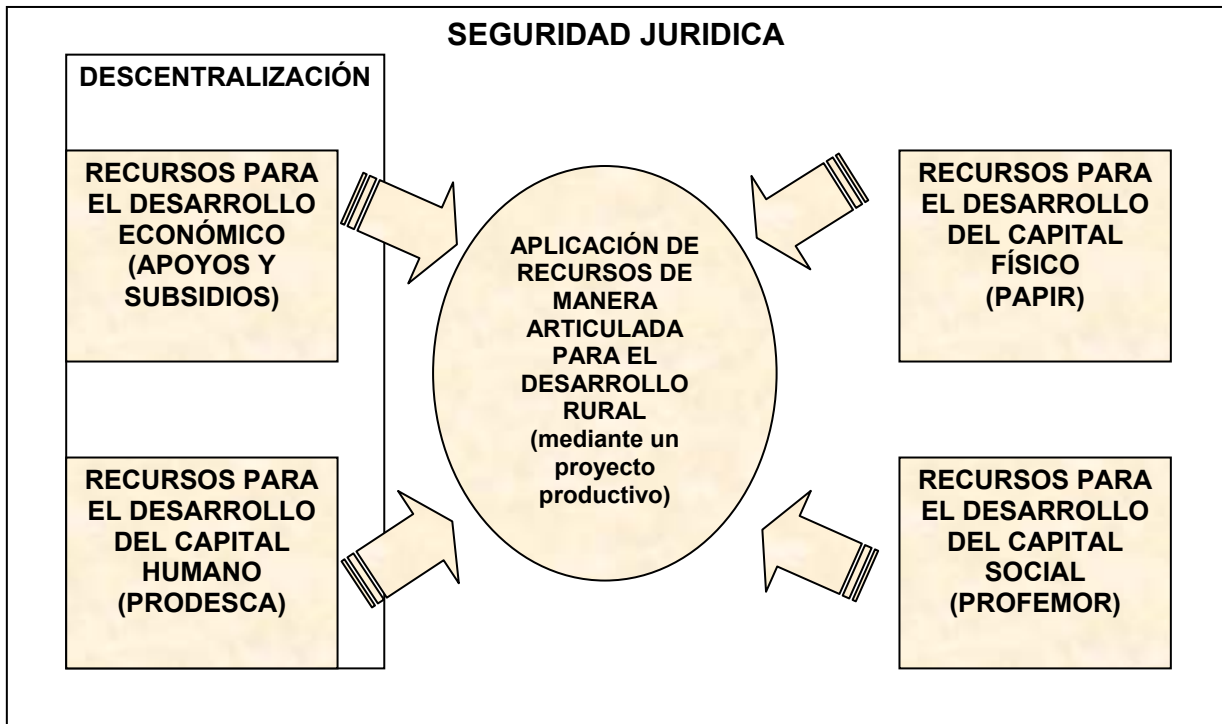 SEGURIDAD JURIDICA
DESCENTRALIZACIÓN
RECURSOS PARA
EL DESARROLLO
ECONÓMICO
(APOYOS Y
SUBSIDIOS)
APLICACIÓN DE
RECURSOS DE
MANERA
ARTICULADA
PARA EL
DESARROLLO
RURAL
(mediante un
proyecto
productivo)
RECURSOS PARA
EL DESARROLLO
DEL CAPITAL
FÍSICO
(PAPIR)
RECURSOS PARA
EL DESARROLLO
DEL CAPITAL
HUMANO
(PRODESCA)
RECURSOS PARA
EL DESARROLLO
DEL CAPITAL
SOCIAL
(PROFEMOR)